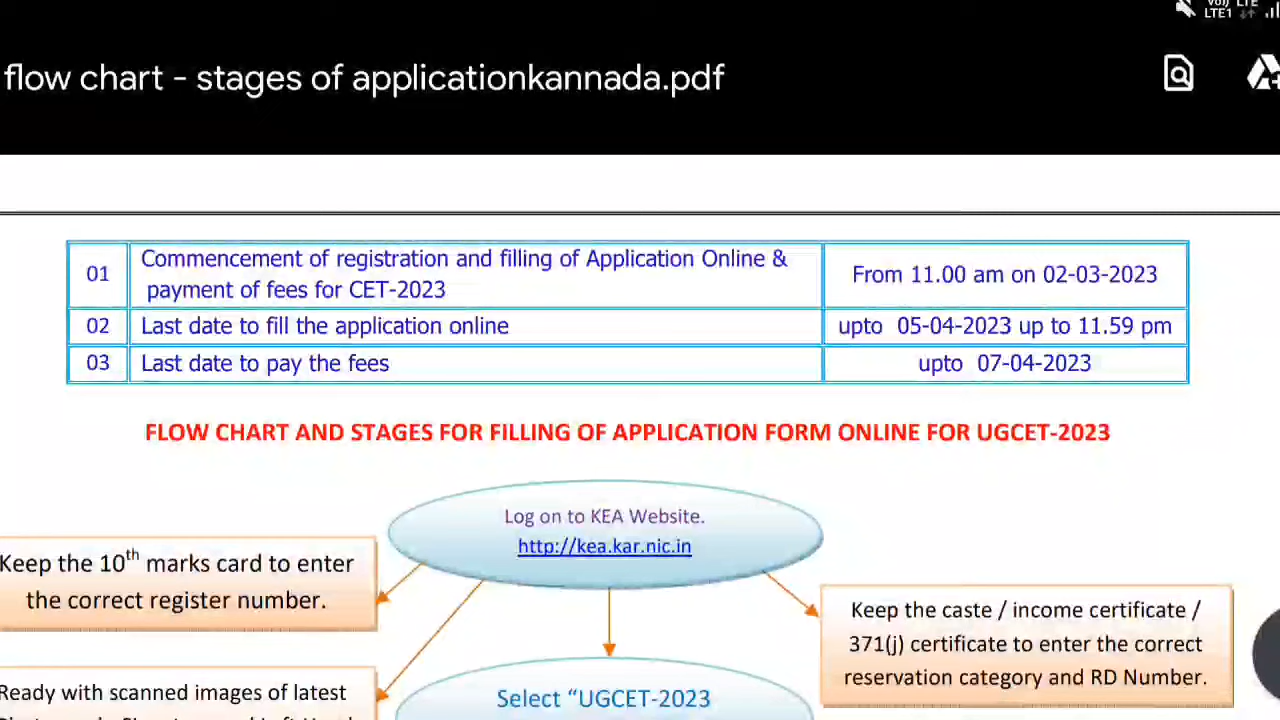 VoI) LTE
LTE1
flow chart - stages of applicationkannada.pdf
01
Commencement of registration and filling of Application Online &
payment of fees for CET-2023
From 11.00 am on 02-03-2023
02
Last date to fill the application online
upto 05-04-2023 up to 11.59 pm
03
Last date to pay the fees
upto 07-04-2023
FLOW CHART AND STAGES FOR FILLING OF APPLICATION FORM ONLINE FOR UGCET-2023
Log on to KEA Website.
http://kea.kar.nic.in
Keep the 10th marks card to enter
the correct register number.
Keep the caste / income certificate /
371(j) certificate to enter the correct
reservation category and RD Number.
Ready with scanned images of latest
Select “UGCET-2023